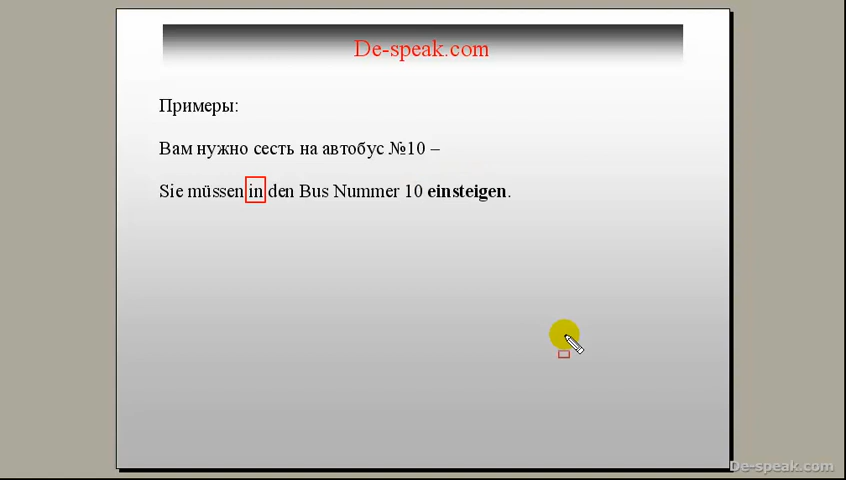 De-speak.com
Примеры:
Вам нужно сесть на автобус №10 –
Sie müssen in den Bus Nummer 10 einsteigen.
De-speak.com